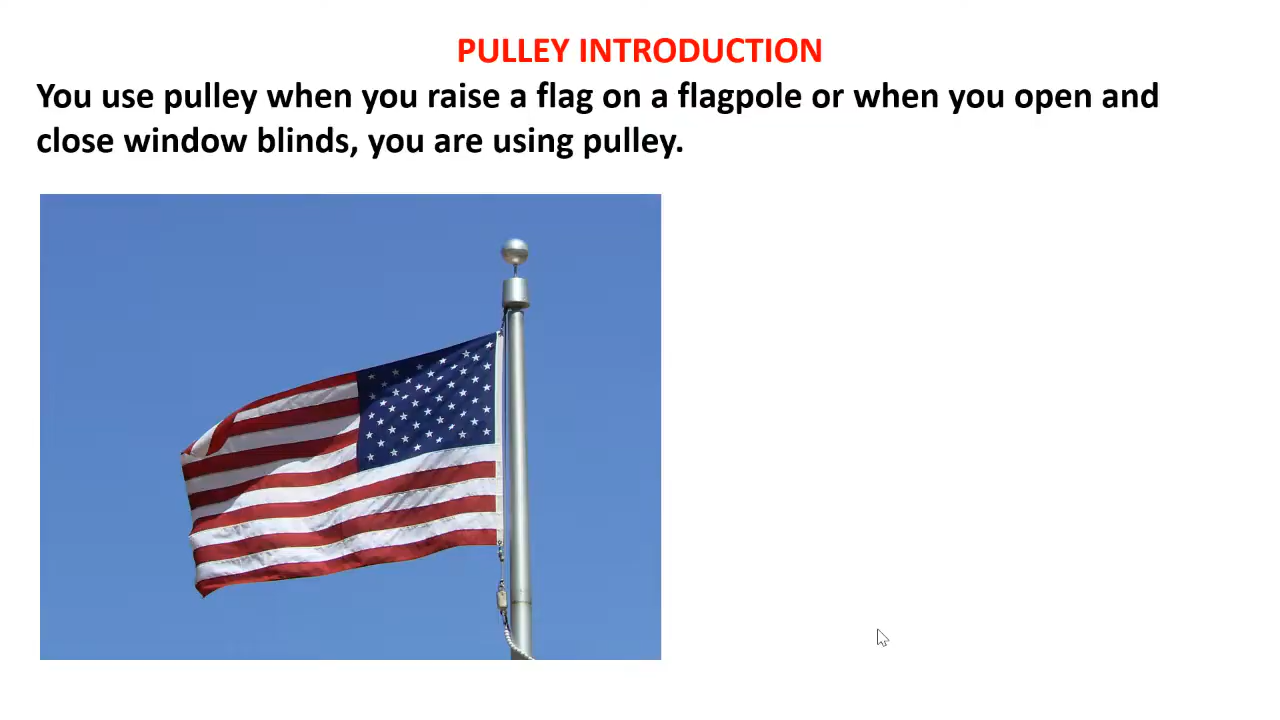 PULLEY INTRODUCTION
You use pulley when you raise a flag on a flagpole or when you open and
close window blinds, you are using pulley.